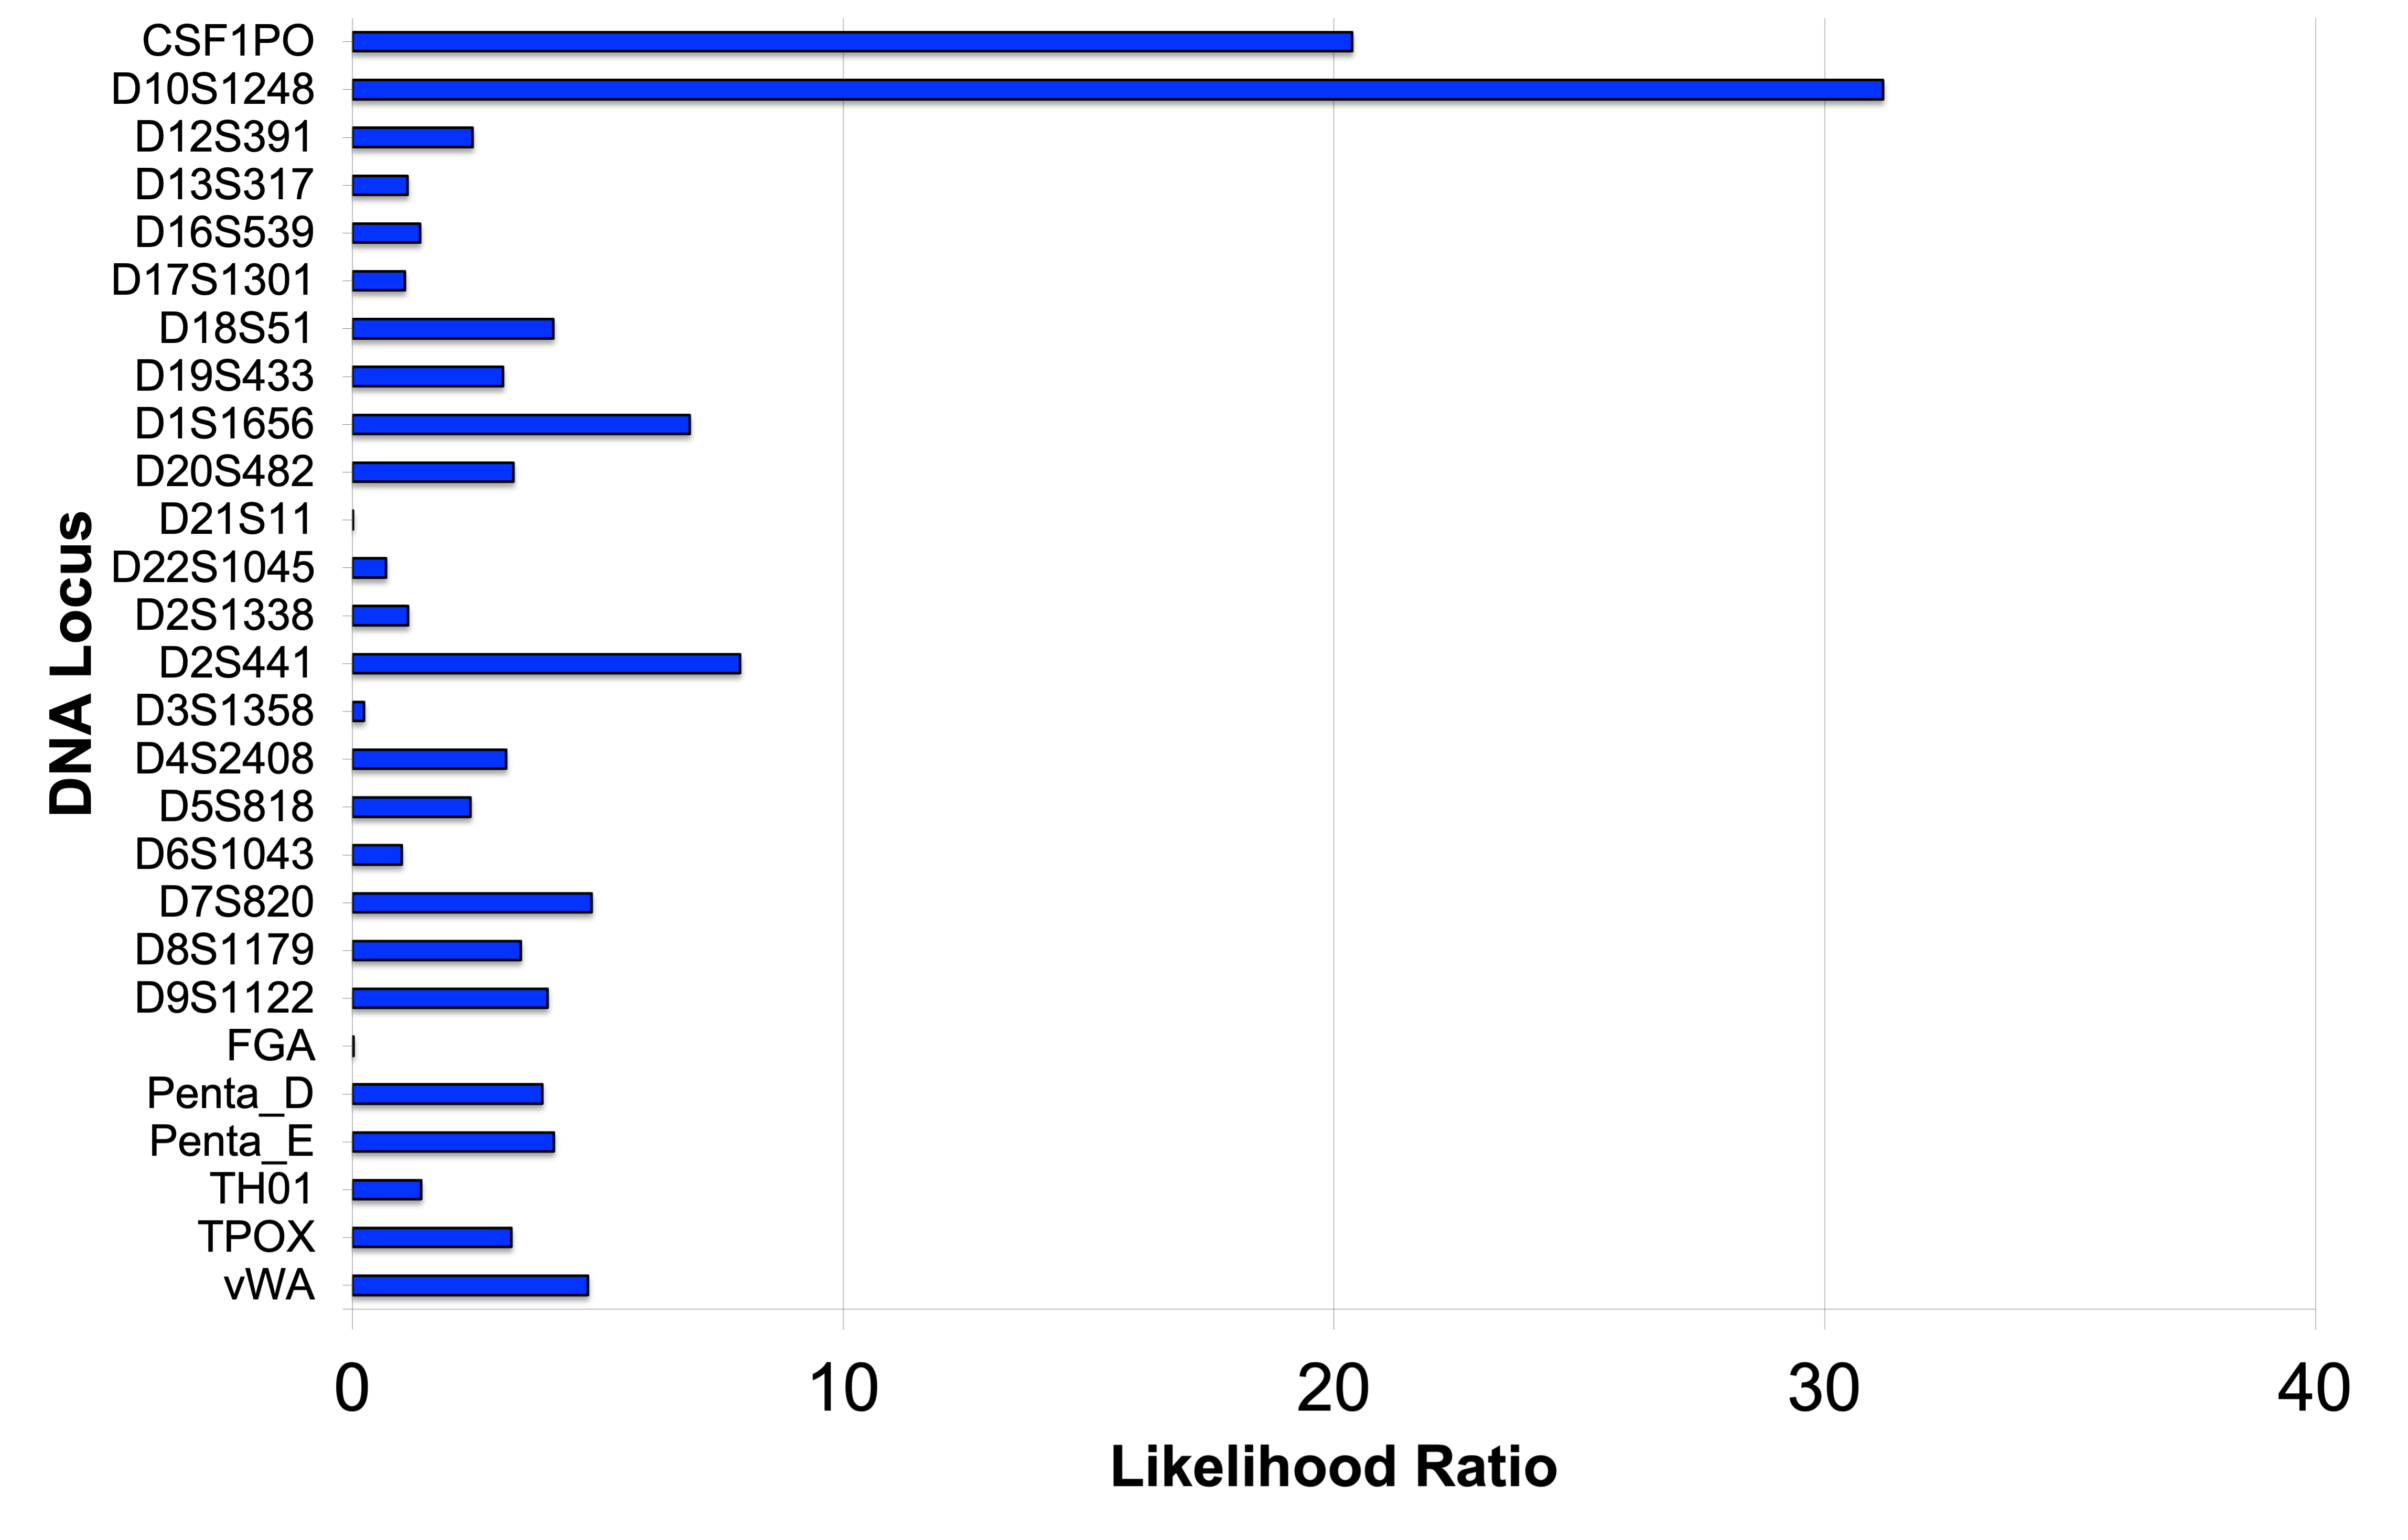 CSF1PO
D10S1248
D12S391
D13S317
D16S539
D17S1301
D18S51
D19S433
D1S1656
D20S482
D21S11
D22S1045
D2S1338
D2S441
D3S1358
D4S2408
D5S818
D6S1043
D7S820
D8S1179
D9S1122
FGA
Penta_D
Penta_E
TH01
TPOX
vWA
DNA Locus
0 10 20 30 40
Likelihood Ratio